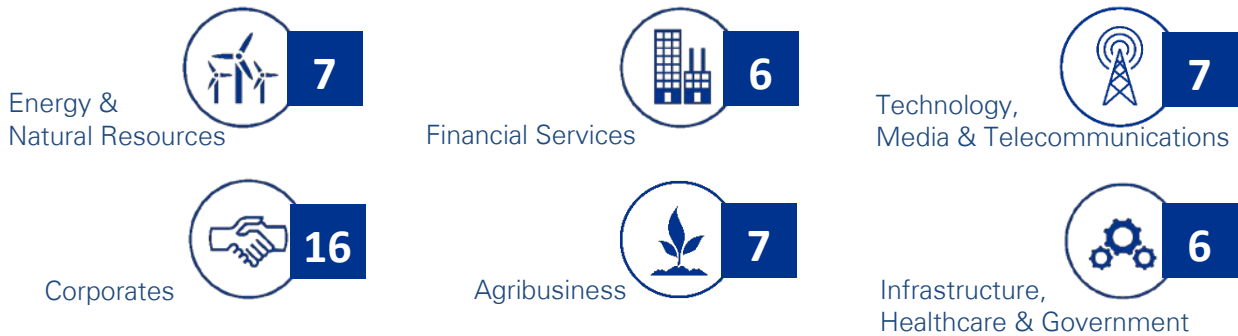 7
Energy &
Natural Resources
6
Financial Services
7
Technology,
Media & Telecommunications
16
Corporates
7
Agribusiness
6
Infrastructure,
Healthcare & Government